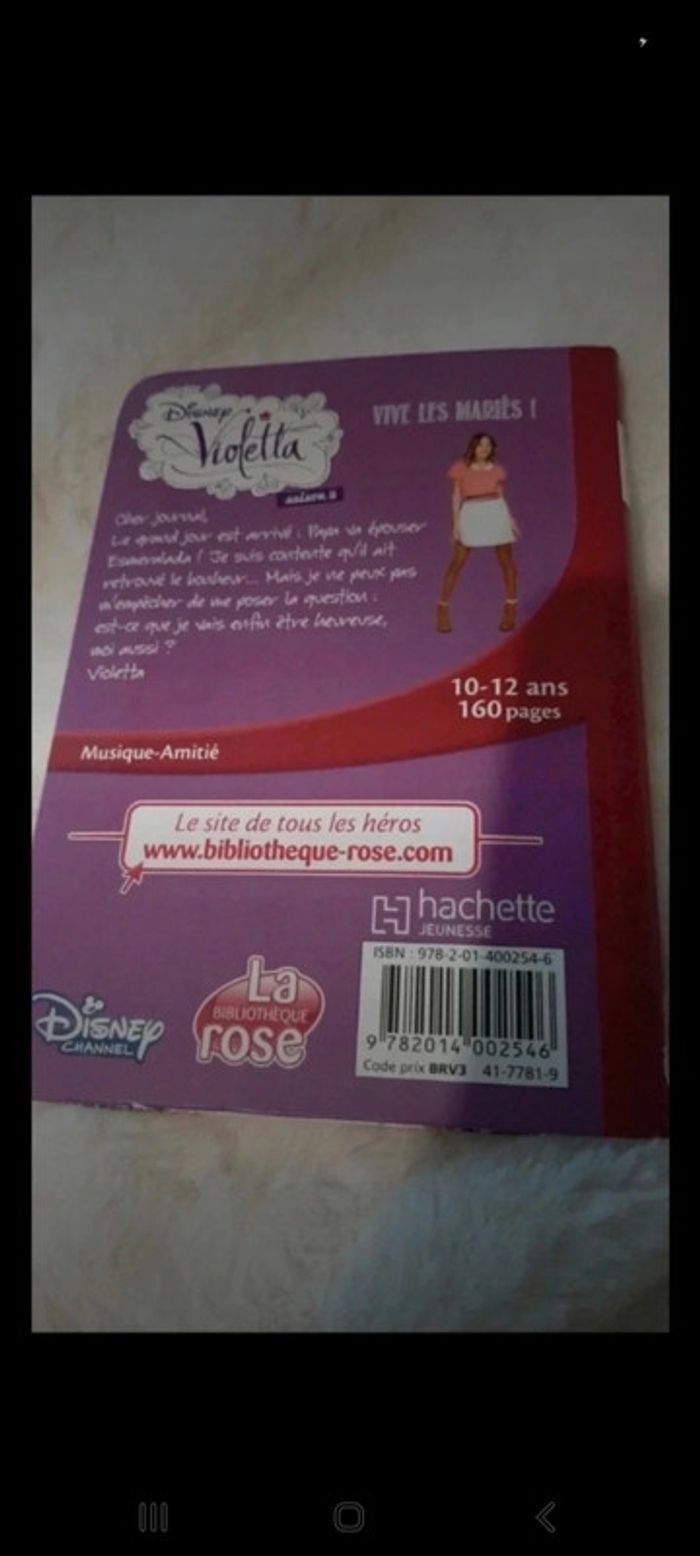 Disney
Violetta
VIVE LES MARIÈS !
saison 2
Cher journal,
Le grand jour est arrivé : Papa va épouser
Esmeralada ! Je suis contente qu'il ait
retrouvé le bonheur... Mais je ne peux pas
m'empêcher de me poser la question :
est-ce que je vais enfin être heureuse,
moi aussi ?
Violetta
10-12 ans
160 pages
Musique-Amitié
Le site de tous les héros
www.bibliotheque-rose.com
hachette
JEUNESSE
ISBN : 978-2-01-400254-6
9 782014 002546
Code prix BRV3 41-7781-9
Disney
CHANNEL
La
BIBLIOTHEQUE
rose